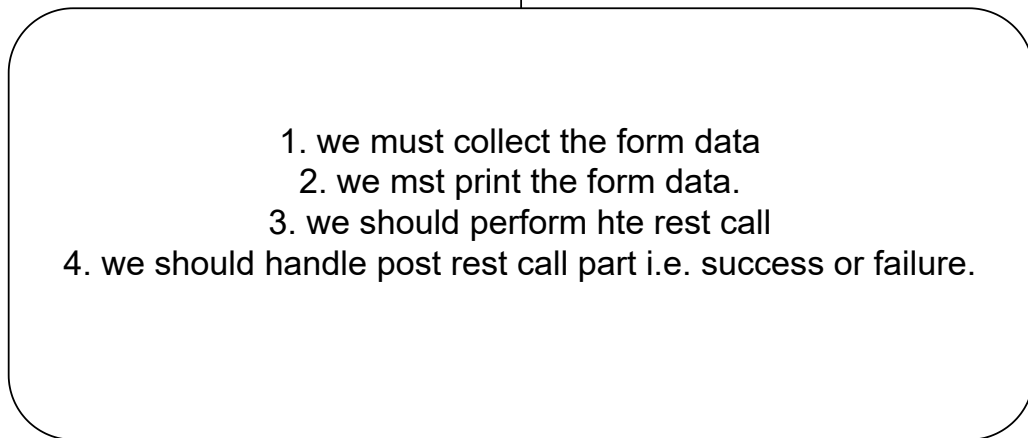 1. we must collect the form data
2. we mst print the form data.
3. we should perform hte rest call
4. we should handle post rest call part i.e. success or failure.